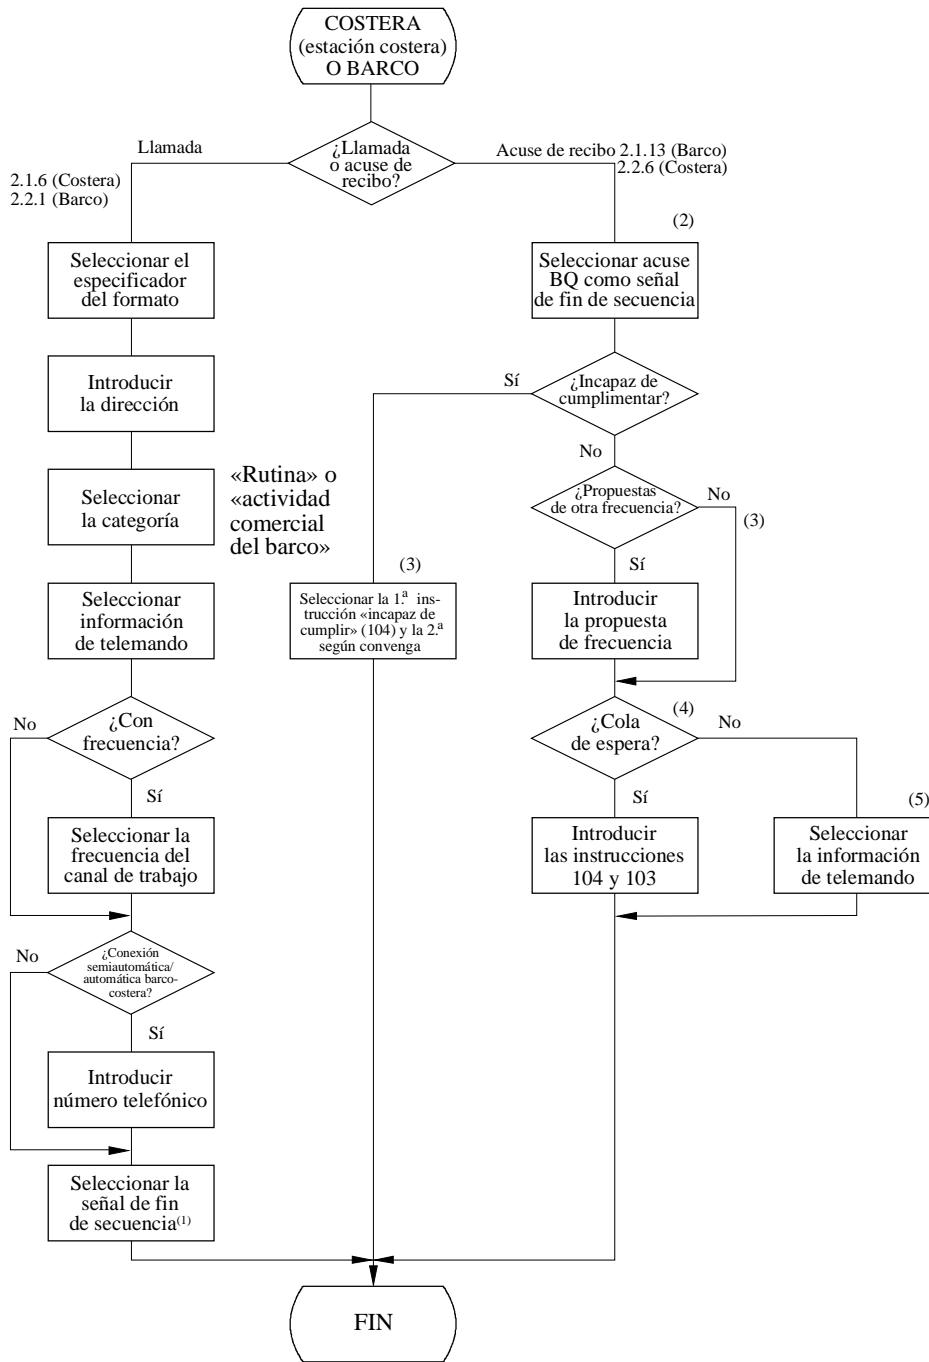 COSTERA
(estación costera)
O BARCO
¿Llamada
o acuse de
recibo?
Llamada
2.1.6 (Costera)
2.2.1 (Barco)
Acuse de recibo 2.1.13 (Barco)
2.2.6 (Costera)
Seleccionar el
especificador
del formato
Introducir
la dirección
Seleccionar
la categoría
«Rutina» o
«actividad
comercial
del barco»
Seleccionar
información
de telemando
¿Con
frecuencia?
No
Sí
Seleccionar la
frecuencia del
canal de trabajo
¿Conexión
semiautomática/
automática barco-
costera?
No
Sí
Introducir
número telefónico
Seleccionar la
señal de fin
de secuencia(1)
(2)
Seleccionar acuse
BQ como señal
de fin de secuencia
¿Incapaz de
cumplimentar?
Sí
No
(3)
Seleccionar la 1.ª ins-
trucción «incapaz de
cumplir» (104) y la 2.ª
según convenga
¿Propuestas
de otra frecuencia?
No
(3)
Sí
Introducir
la propuesta
de frecuencia
(4)
¿Cola
de espera?
No
Sí
Introducir
las instrucciones
104 y 103
(5)
Seleccionar
la información
de telemando
FIN